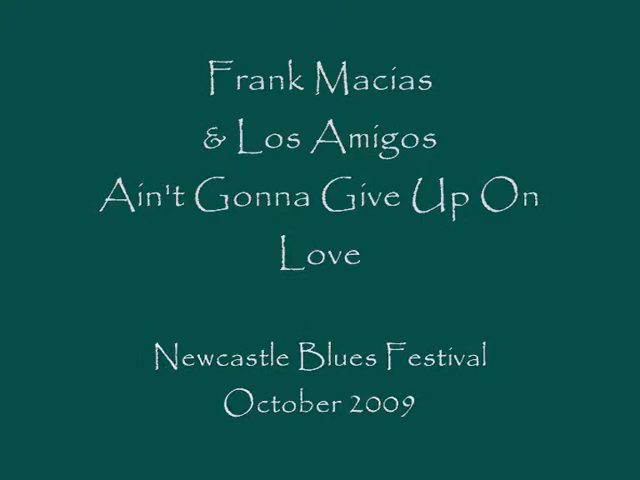 Frank Macias
& Los Amigos
Ain't Gonna Give Up On
Love
Newcastle Blues Festival
October 2009